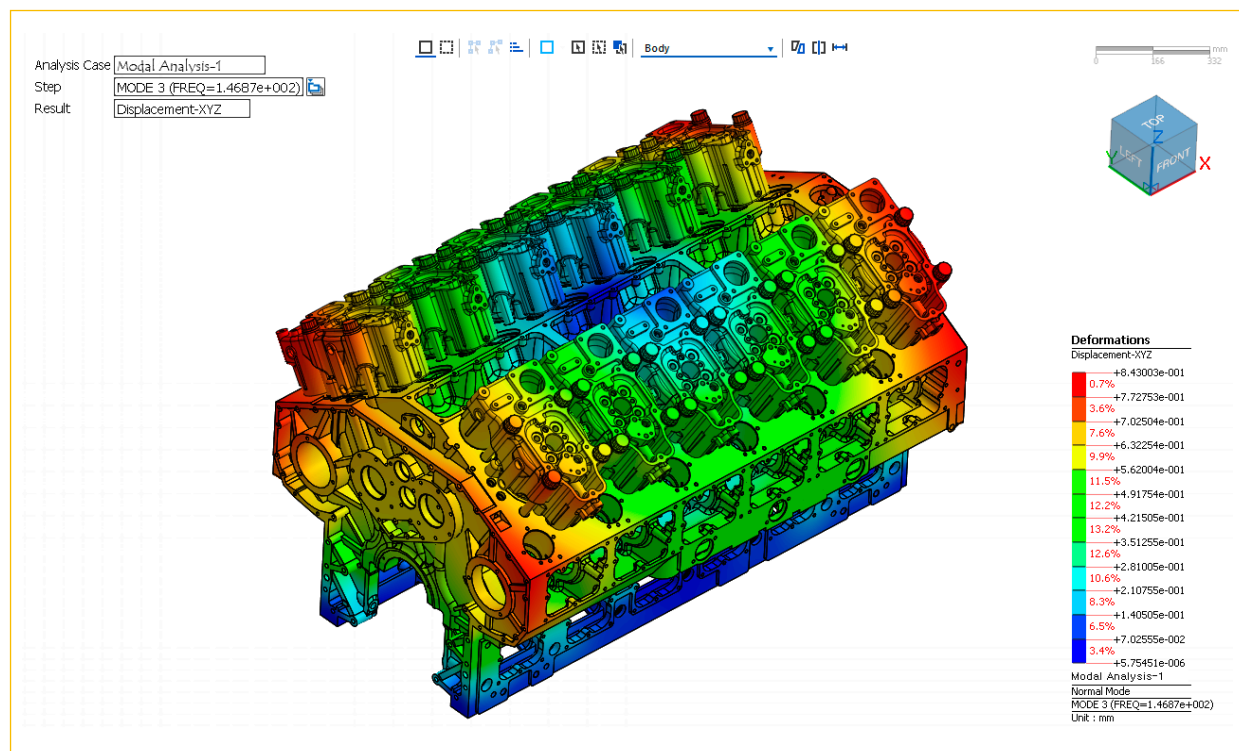 Body
mm
0 166 332
Analysis Case Modal Analysis-1
Step MODE 3 (FREQ=1.4687e+002)
Result Displacement-XYZ
TOP
Z
LEFT FRONT
Y X
Deformations
Displacement-XYZ
+8.43003e-001
0.7%
+7.72753e-001
3.6%
+7.02504e-001
7.6%
+6.32254e-001
9.9%
+5.62004e-001
11.5%
+4.91754e-001
12.2%
+4.21505e-001
13.2%
+3.51255e-001
12.6%
+2.81005e-001
10.6%
+2.10755e-001
8.3%
+1.40505e-001
6.5%
+7.02555e-002
3.4%
+5.75451e-006
Modal Analysis-1
Normal Mode
MODE 3 (FREQ=1.4687e+002)
Unit : mm